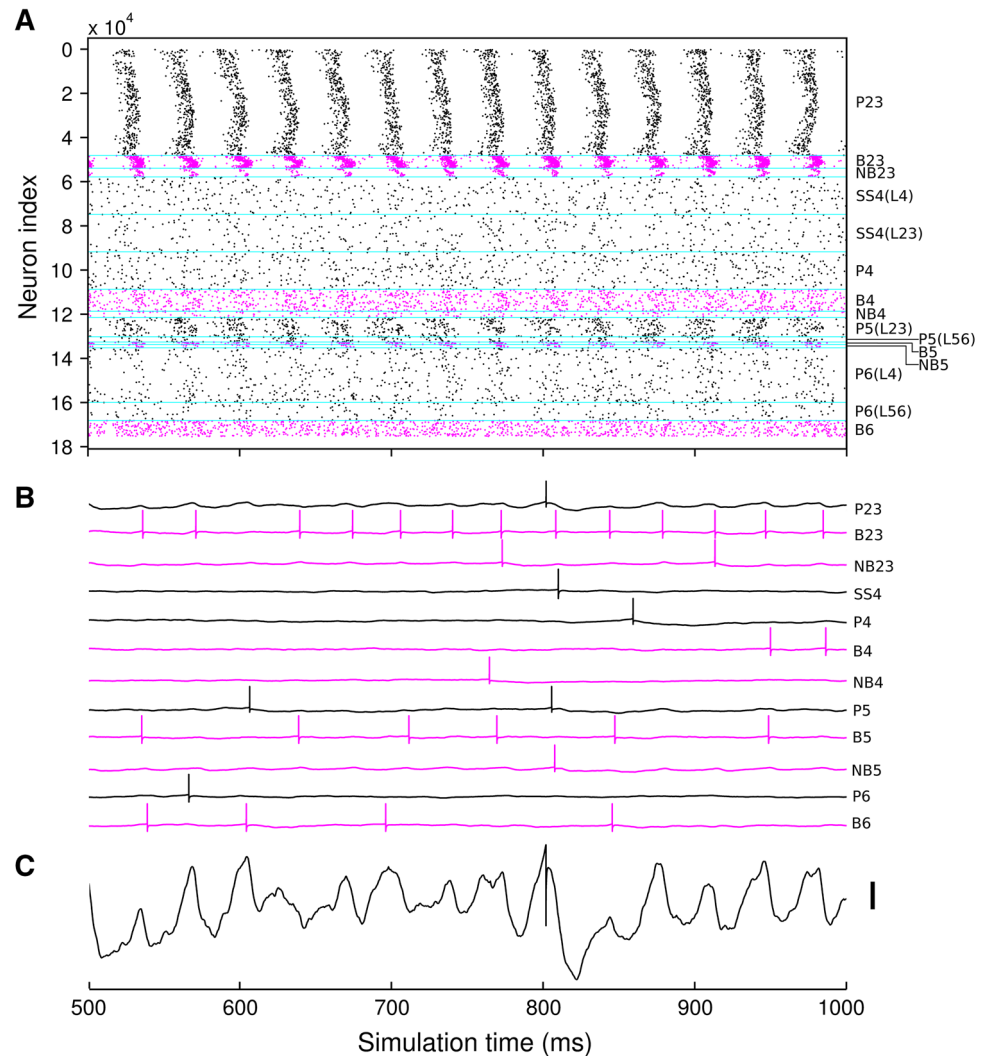 A
x 10^4
0
2
4
6
8
10
12
14
16
18
Neuron index
P23
B23
NB23
SS4(L4)
SS4(L23)
P4
B4
NB4
P5(L23)
P5(L56)
B5
NB5
P6(L4)
P6(L56)
B6
B
P23
B23
NB23
SS4
P4
B4
NB4
P5
B5
NB5
P6
B6
C
500 600 700 800 900 1000
Simulation time (ms)